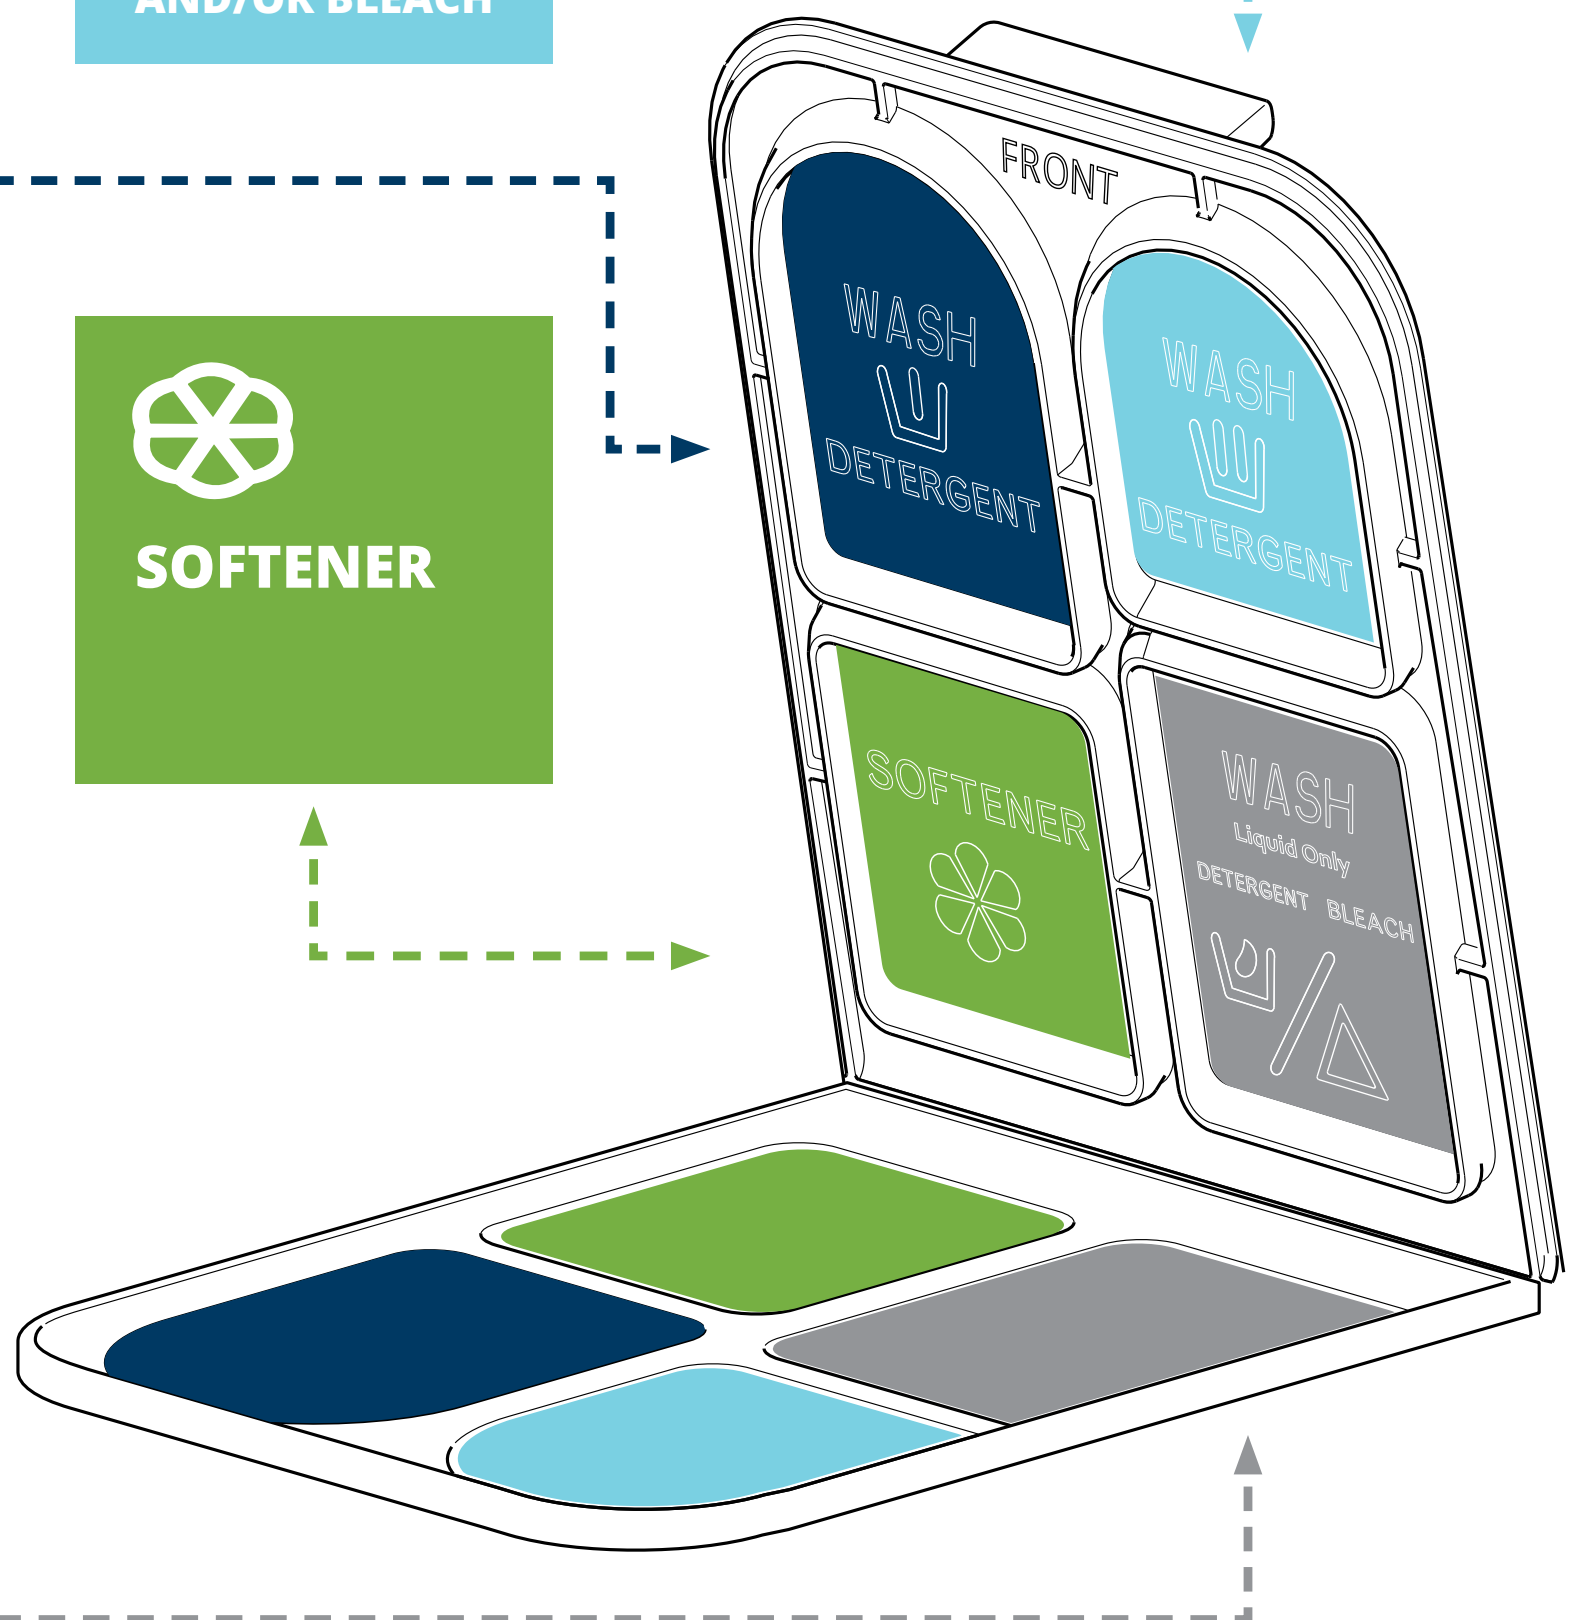 AND/OR BLEACH
FRONT
WASH
DETERGENT
WASH
DETERGENT
SOFTENER
SOFTENER
WASH
Liquid Only
DETERGENT BLEACH